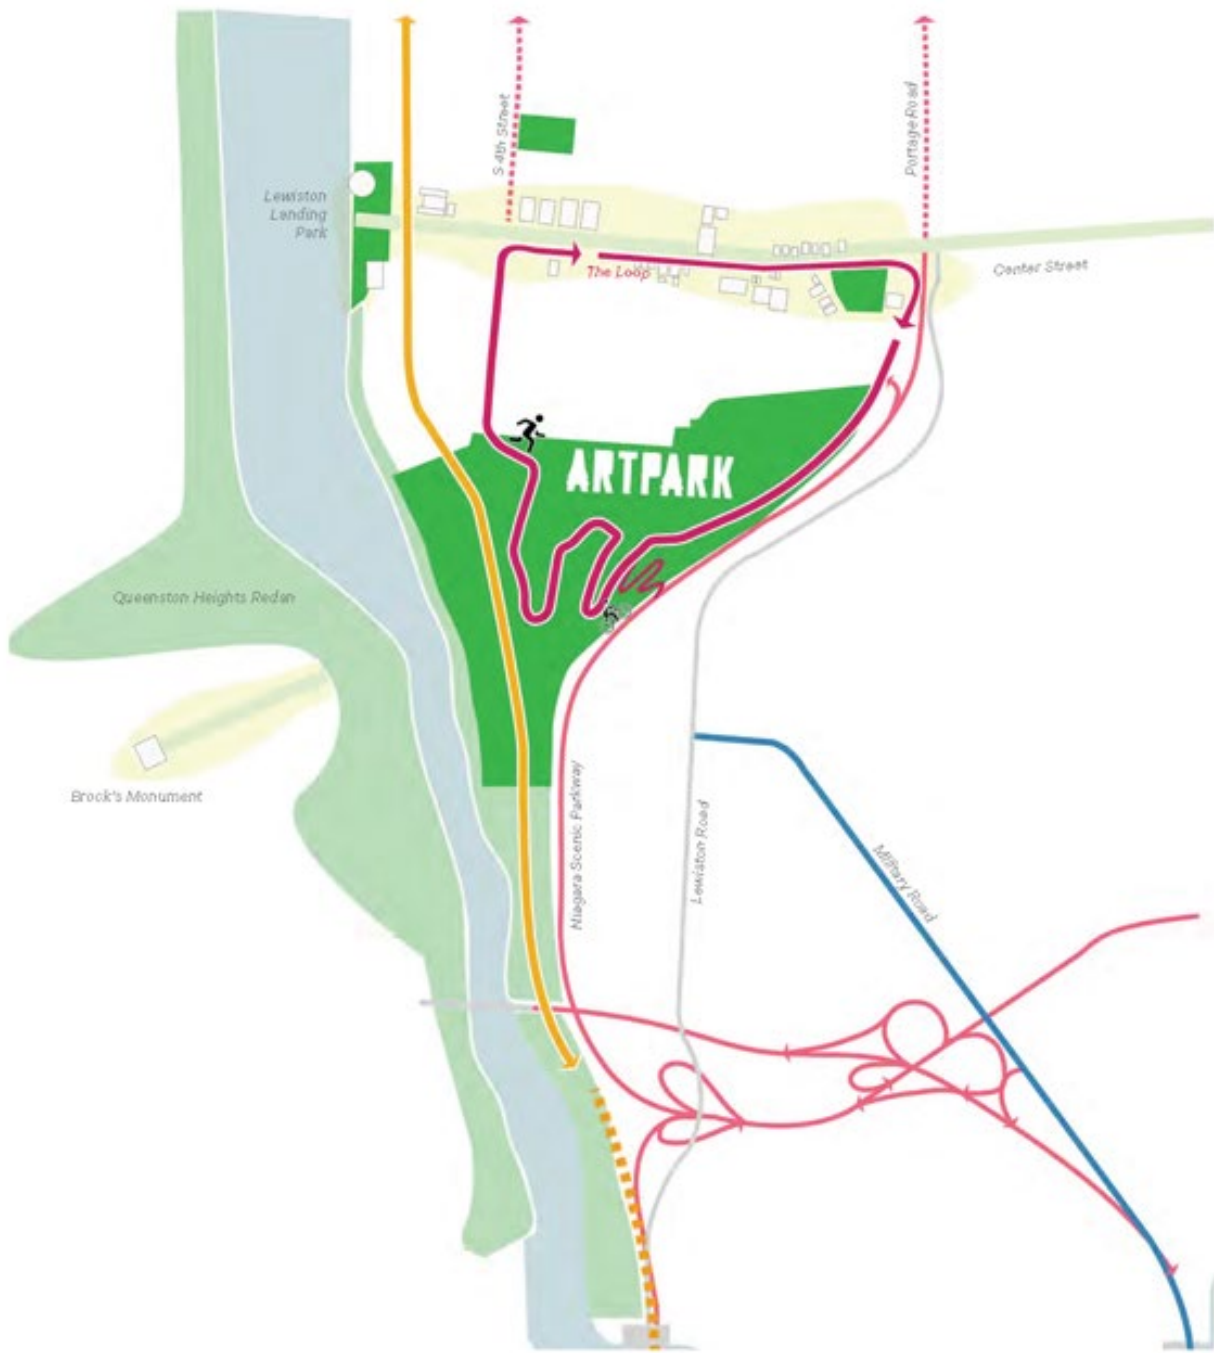 S 4th Street
Portage Road
Lewiston
Landing
Park
The Loop
Center Street
ARTPARK
Queenston Heights Redan
Brock's Monument
Niagara Scenic Parkway
Lewiston Road
Military Road